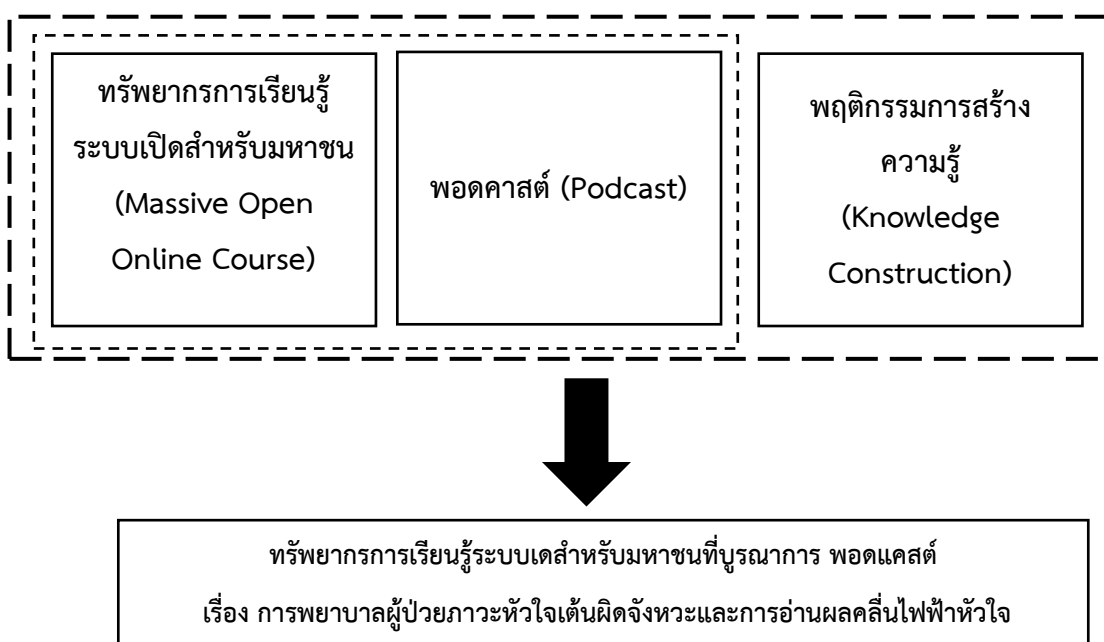 ทรัพยากรการเรียนรู้
ระบบเปิดสำหรับมหาชน
(Massive Open
Online Course)
พอดคาสต์ (Podcast)
พฤติกรรมการสร้าง
ความรู้
(Knowledge
Construction)
ทรัพยากรการเรียนรู้ระบบเดสำหรับมหาชนที่บูรณาการ พอดแคสต์
เรื่อง การพยาบาลผู้ป่วยภาวะหัวใจเต้นผิดจังหวะและการอ่านผลคลื่นไฟฟ้าหัวใจ